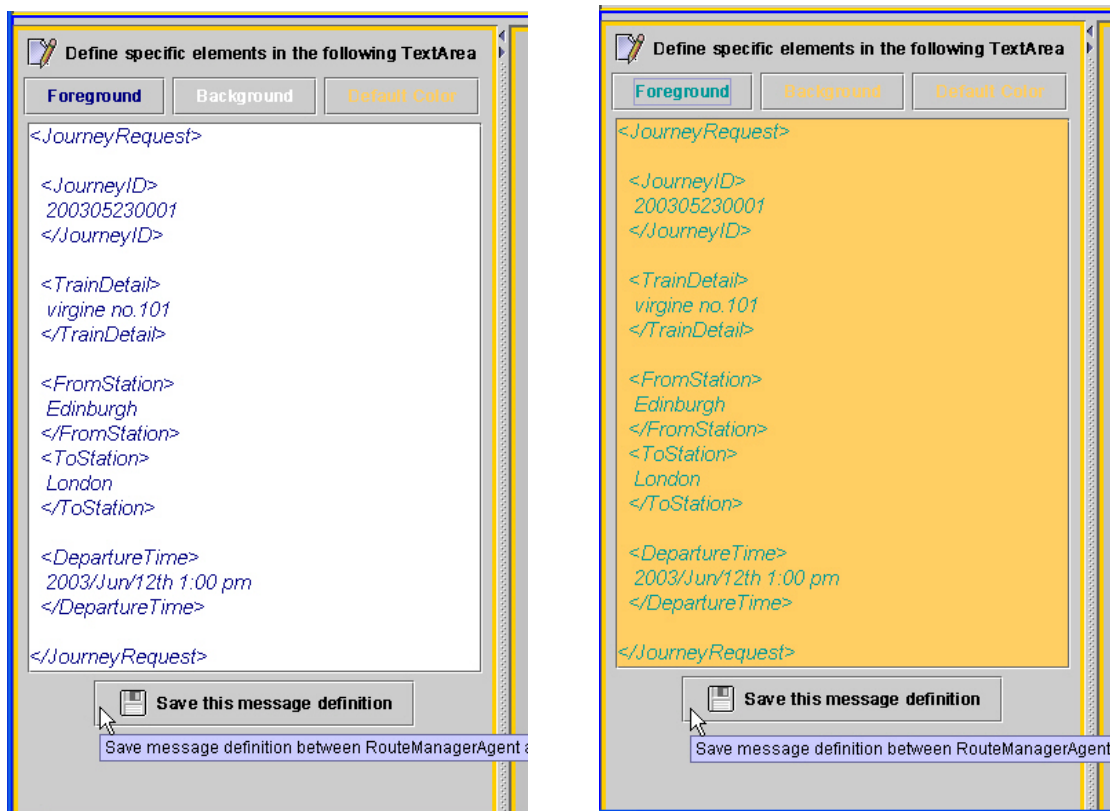 Define specific elements in the following TextArea
Foreground Background Default Color
<JourneyRequest>
<JourneyID>
200305230001
</JourneyID>
<TrainDetail>
virgine no.101
</TrainDetail>
<FromStation>
Edinburgh
</FromStation>
<ToStation>
London
</ToStation>
<DepartureTime>
2003/Jun/12th 1:00 pm
</DepartureTime>
</JourneyRequest>
Save this message definition
Save message definition between RouteManagerAgent a
Define specific elements in the following TextArea
Foreground Background Default Color
<JourneyRequest>
<JourneyID>
200305230001
</JourneyID>
<TrainDetail>
virgine no.101
</TrainDetail>
<FromStation>
Edinburgh
</FromStation>
<ToStation>
London
</ToStation>
<DepartureTime>
2003/Jun/12th 1:00 pm
</DepartureTime>
</JourneyRequest>
Save this message definition
Save message definition between RouteManagerAgent